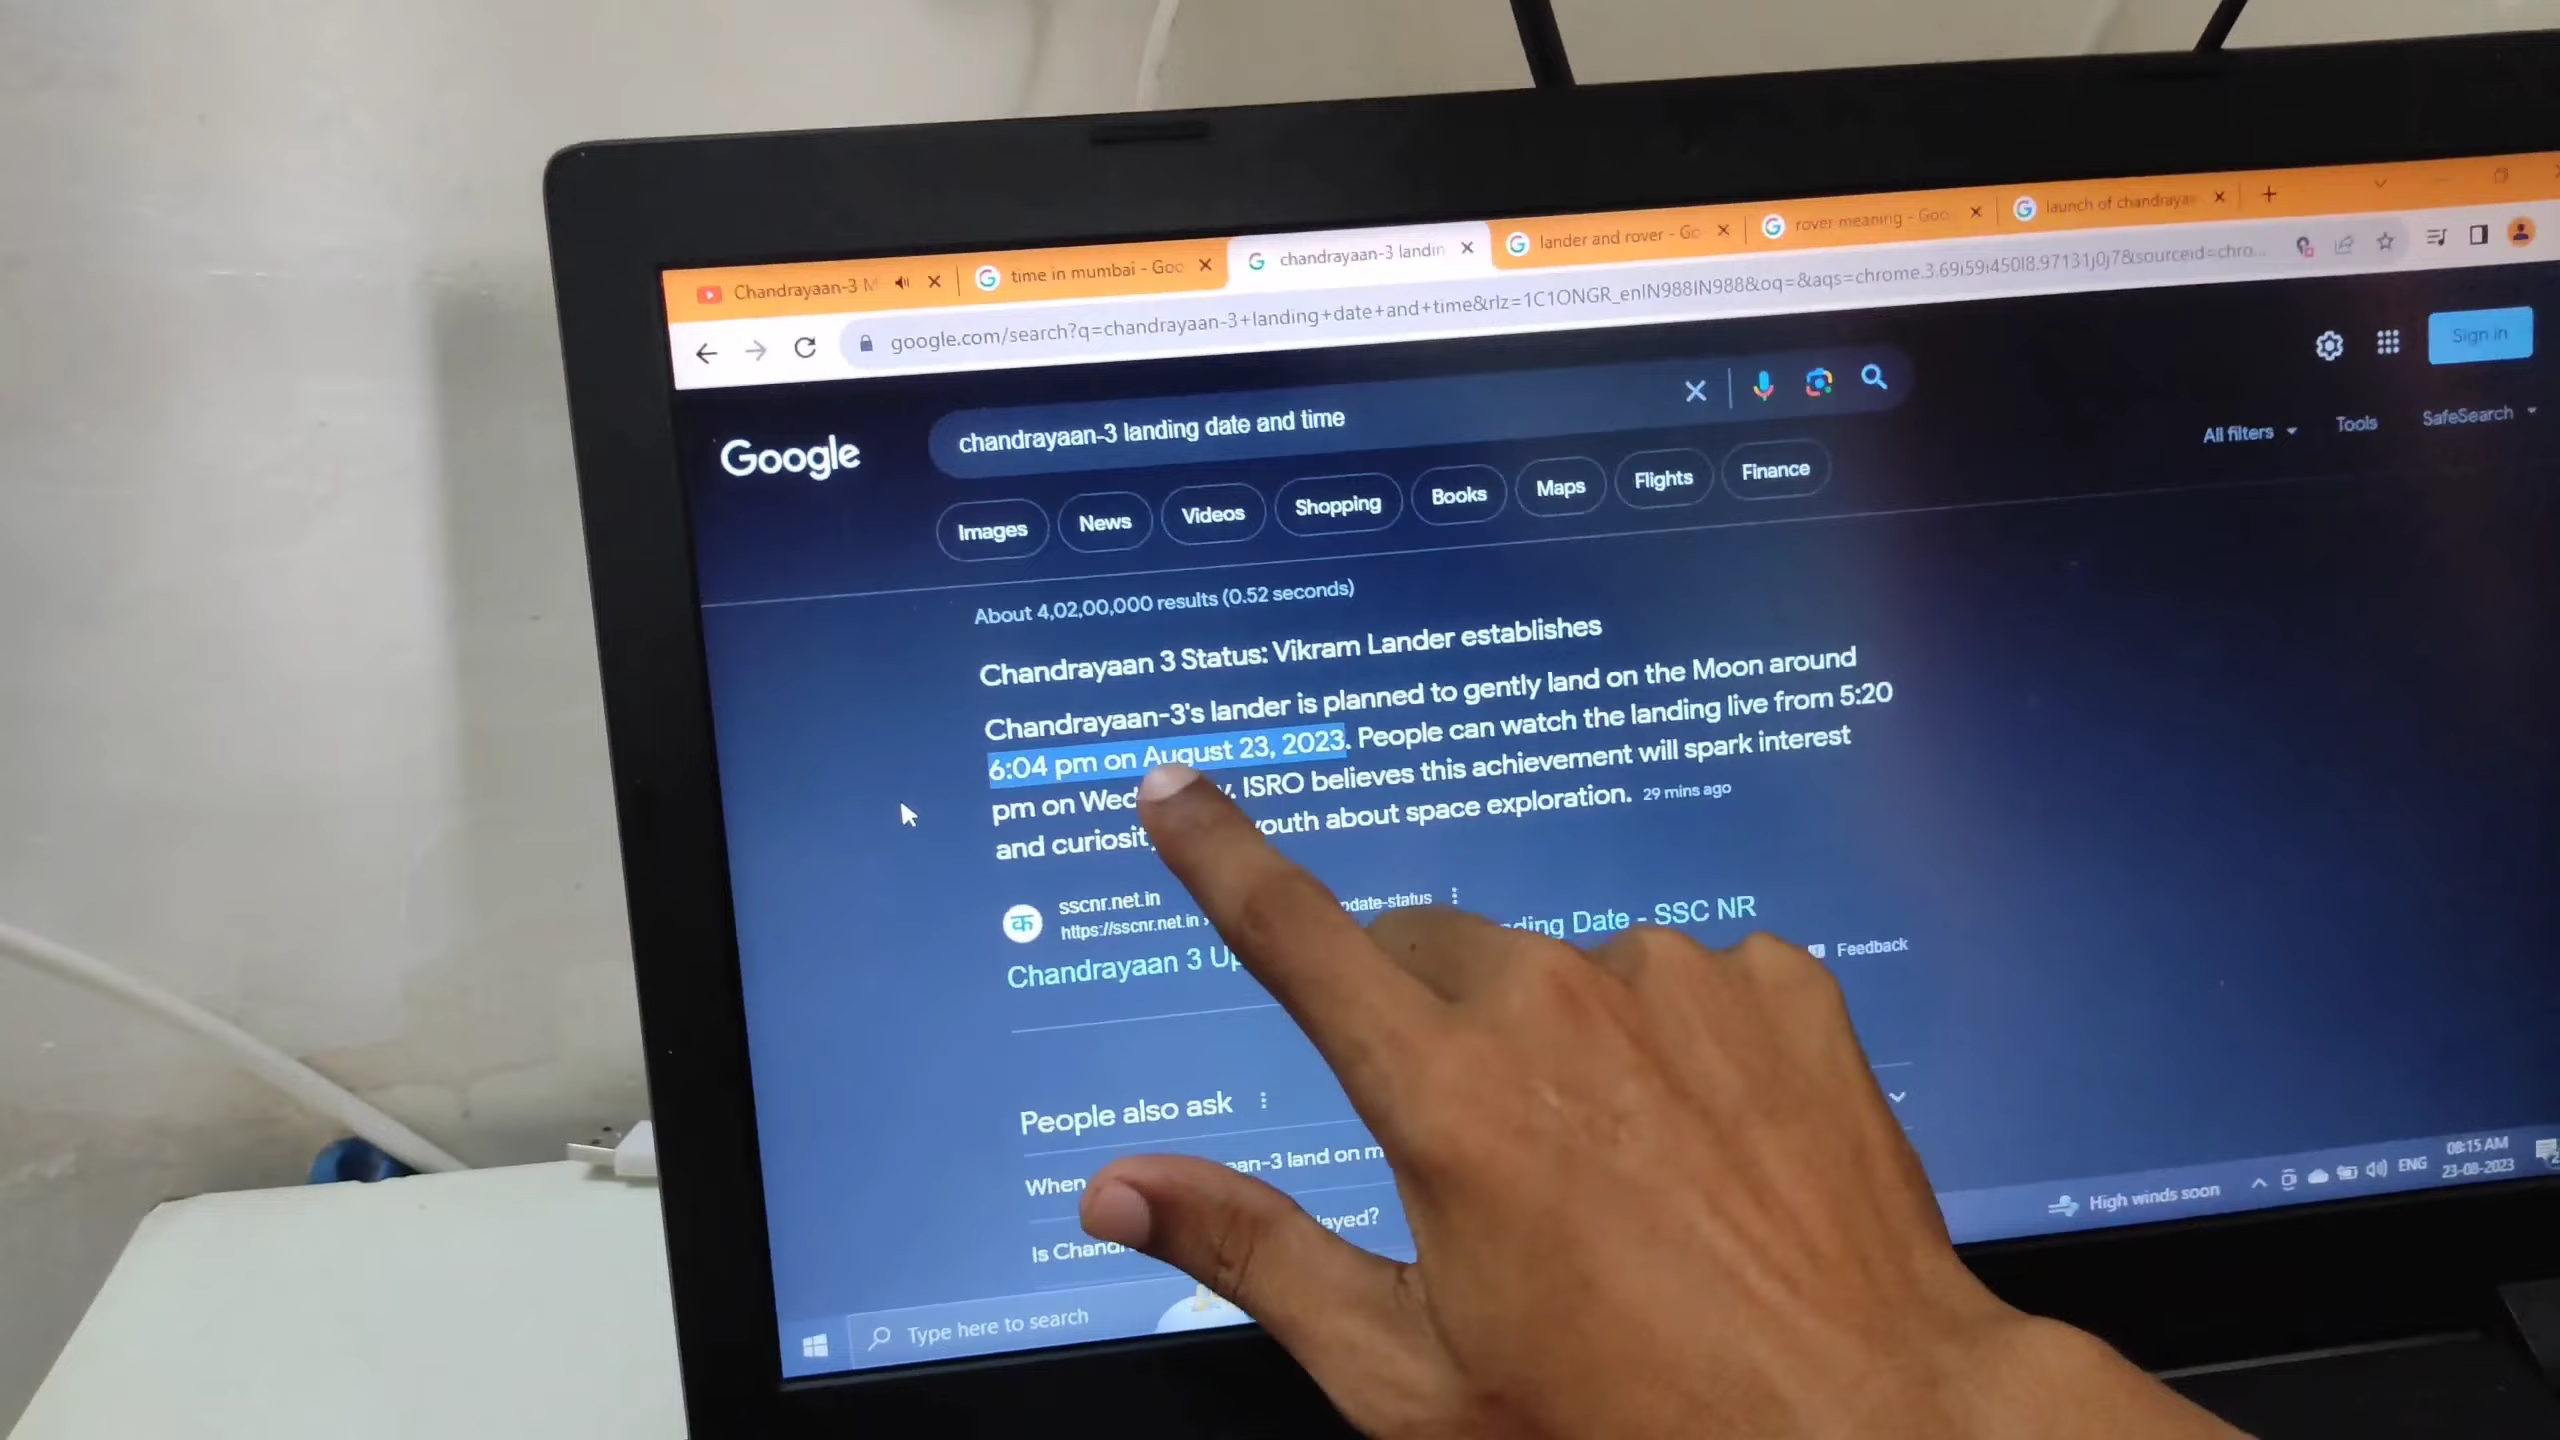 Chandrayaan-3 M
time in mumbai - Goo
chandrayaan-3 landin
lander and rover - Go
rover meaning - Goo
launch of chandrayaa
google.com/search?q=chandrayaan-3+landing+date+and+time&rlz=1C1ONGR_enIN988IN988&oq=&aqs=chrome.3.69i59i450l8.97131j0j7&sourceid=chro...
Google
chandrayaan-3 landing date and time
Sign in
Images
News
Videos
Shopping
Books
Maps
Flights
Finance
All filters
Tools
SafeSearch
About 4,02,00,000 results (0.52 seconds)
Chandrayaan 3 Status: Vikram Lander establishes
Chandrayaan-3's lander is planned to gently land on the Moon around
6:04 pm on August 23, 2023. People can watch the landing live from 5:20
pm on Wed y. ISRO believes this achievement will spark interest
and curiosit outh about space exploration. 29 mins ago
क
sscnr.net.in
https://sscnr.net.in › pdate-status
Chandrayaan 3 Up ding Date - SSC NR
Feedback
People also ask
When an-3 land on m
Is Chand layed?
Type here to search
High winds soon
ENG
08:15 AM
23-08-2023